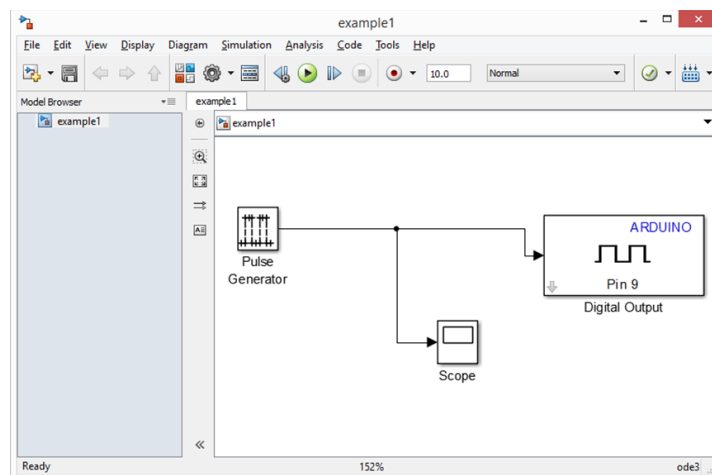 example1
File Edit View Display Diagram Simulation Analysis Code Tools Help
10.0 Normal
Model Browser
example1
example1
example1
Pulse
Generator
ARDUINO
Pin 9
Digital Output
Scope
Ready 152% ode3